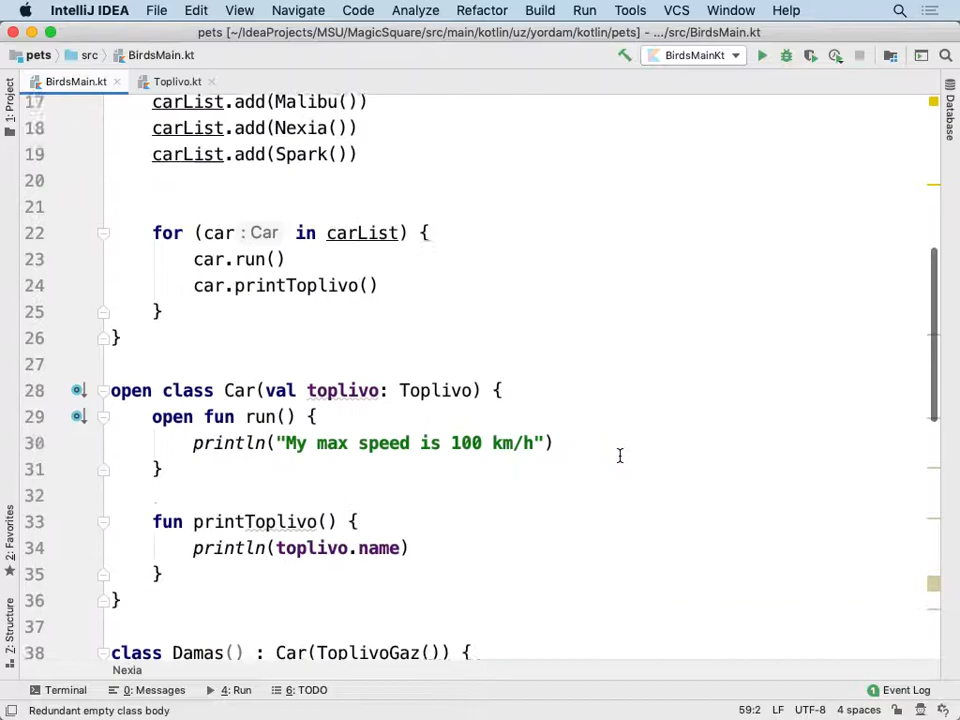 IntelliJ IDEA File Edit View Navigate Code Analyze Refactor Build Run Tools VCS Window Help
pets [~/IdeaProjects/MSU/MagicSquare/src/main/kotlin/uz/yordam/kotlin/pets] - .../src/BirdsMain.kt
pets src BirdsMain.kt BirdsMainKt
BirdsMain.kt Toplivo.kt
1: Project
Database
17 carList.add(Malibu())
18 carList.add(Nexia())
19 carList.add(Spark())
20
21
22 for (car : Car in carList) {
23 car.run()
24 car.printToplivo()
25 }
26 }
27
28 open class Car(val toplivo: Toplivo) {
29 open fun run() {
30 println("My max speed is 100 km/h")
31 }
32
33 fun printToplivo() {
34 println(toplivo.name)
35 }
36 }
37
38 class Damas() : Car(ToplivoGaz()) {
2: Favorites
7: Structure
Nexia
Terminal 0: Messages 4: Run 6: TODO 1 Event Log
Redundant empty class body 59:2 LF UTF-8 4 spaces